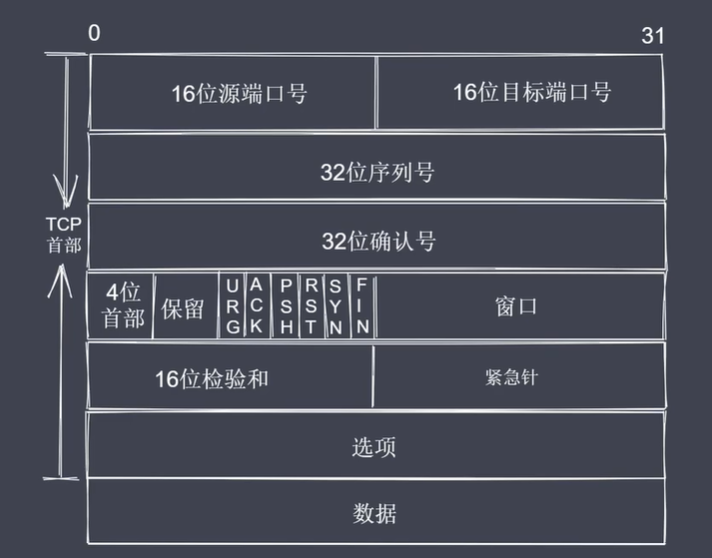 0
31
16位源端口号
16位目标端口号
32位序列号
TCP
首部
32位确认号
4位
首部
保留
URG
ACK
PSH
RST
SYN
FIN
窗口
16位检验和
紧急针
选项
数据